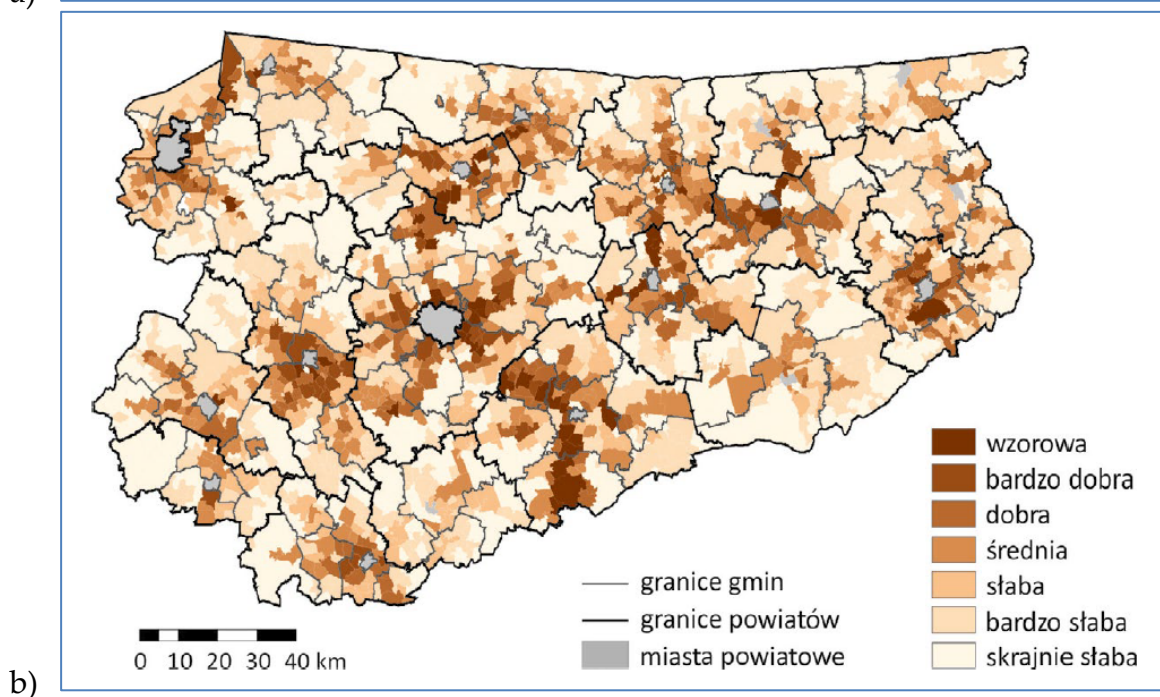 a)
wzorowa
bardzo dobra
dobra
średnia
słaba
bardzo słaba
skrajnie słaba
granice gmin
granice powiatów
miasta powiatowe
0 10 20 30 40 km
b)